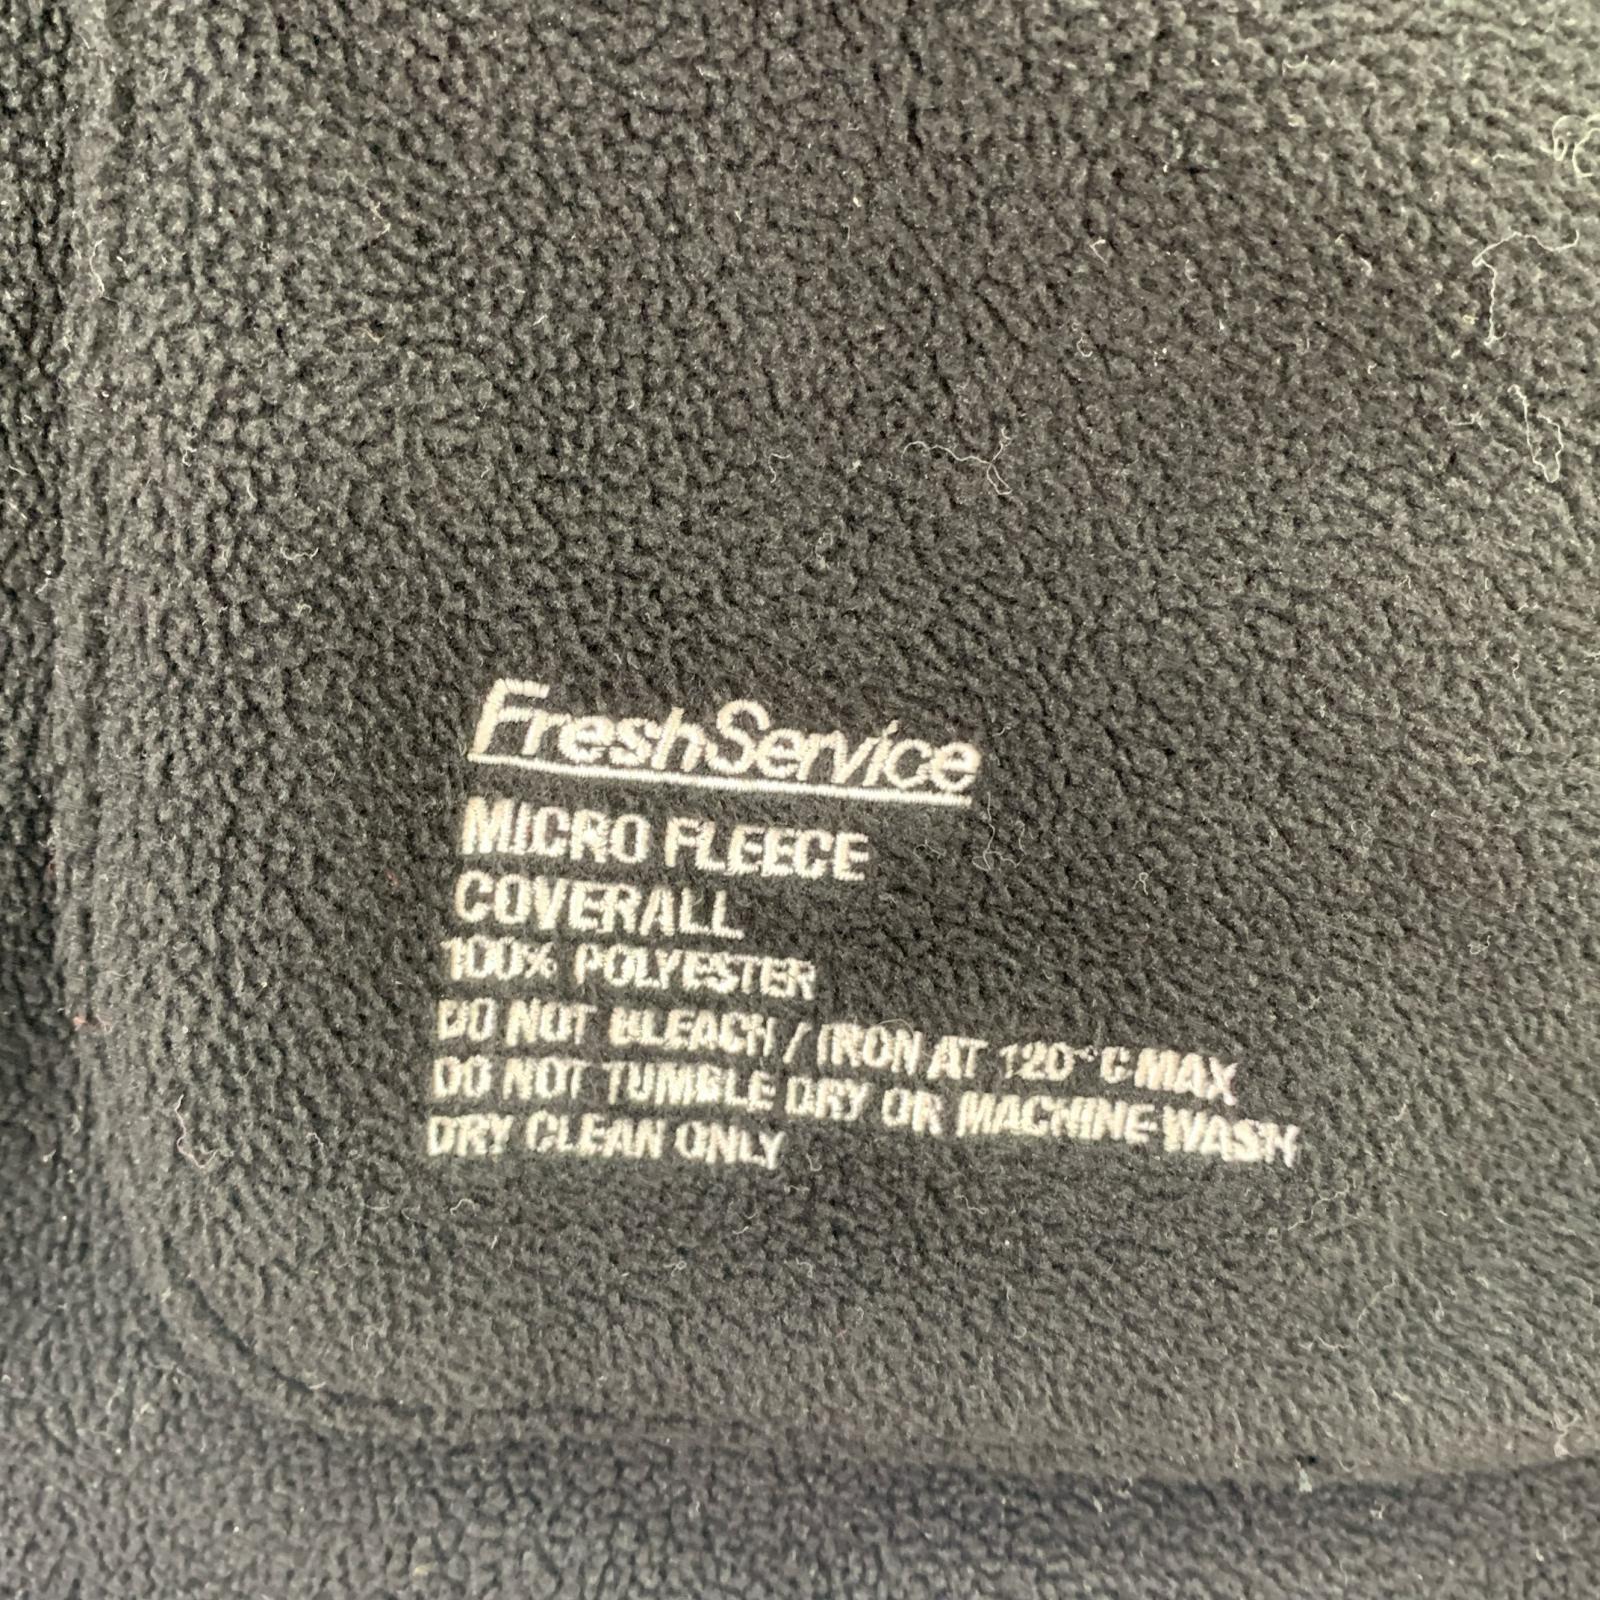 FreshService
MICRO FLEECE
COVERALL
100% POLYESTER
DO NOT BLEACH / IRON AT 120°C MAX
DO NOT TUMBLE DRY OR MACHINE WASH
DRY CLEAN ONLY